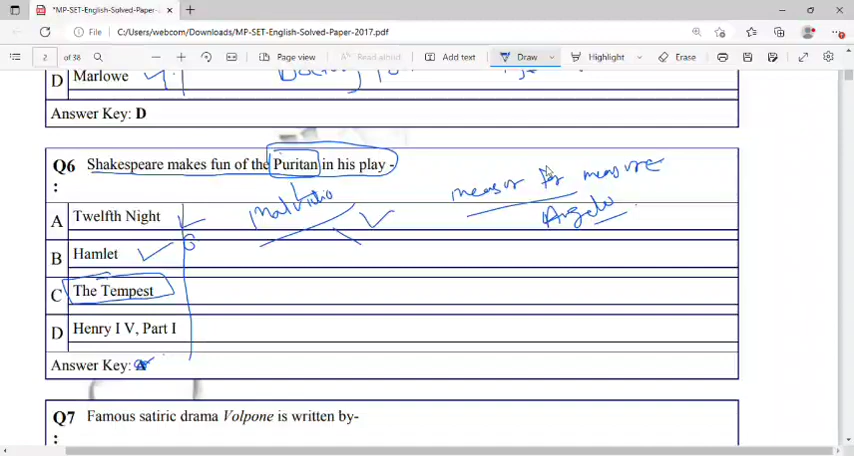 *MP-SET-English-Solved-Paper-2017.pdf
File | C:/Users/webcom/Downloads/MP-SET-English-Solved-Paper-2017.pdf
2 of 38 Page view Read aloud Add text Draw Highlight Erase
D Marlowe
Answer Key: D
Q6 : Shakespeare makes fun of the Puritan in his play -
measur for measure
Malvolio
Angelo
A Twelfth Night
B Hamlet
C The Tempest
D Henry I V, Part I
Answer Key: A
Q7 : Famous satiric drama Volpone is written by-